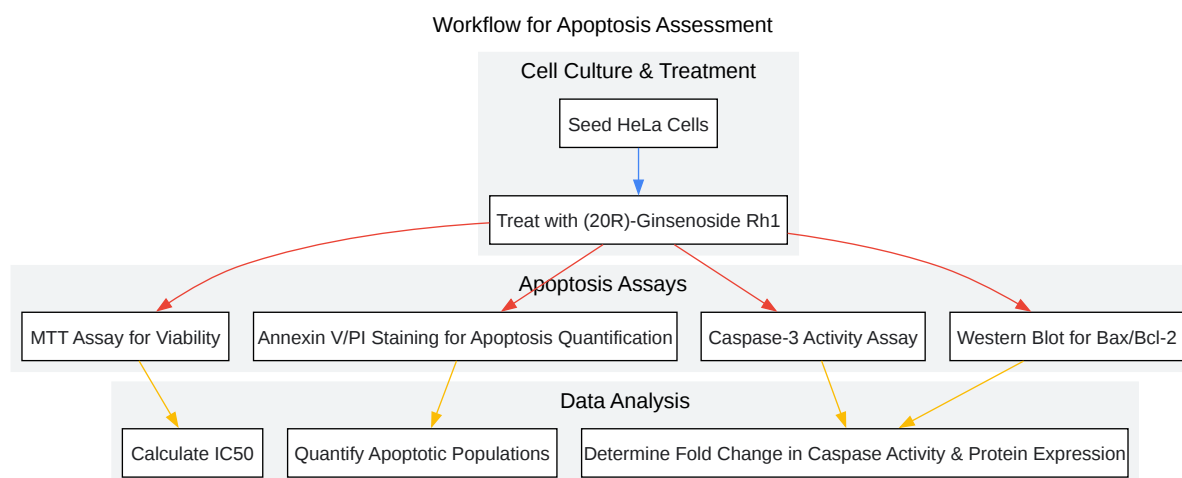 Workflow for Apoptosis Assessment
Cell Culture & Treatment
Seed HeLa Cells
Treat with (20R)-Ginsenoside Rh1
Apoptosis Assays
MTT Assay for Viability
Annexin V/PI Staining for Apoptosis Quantification
Caspase-3 Activity Assay
Western Blot for Bax/Bcl-2
Data Analysis
Calculate IC50
Quantify Apoptotic Populations
Determine Fold Change in Caspase Activity & Protein Expression